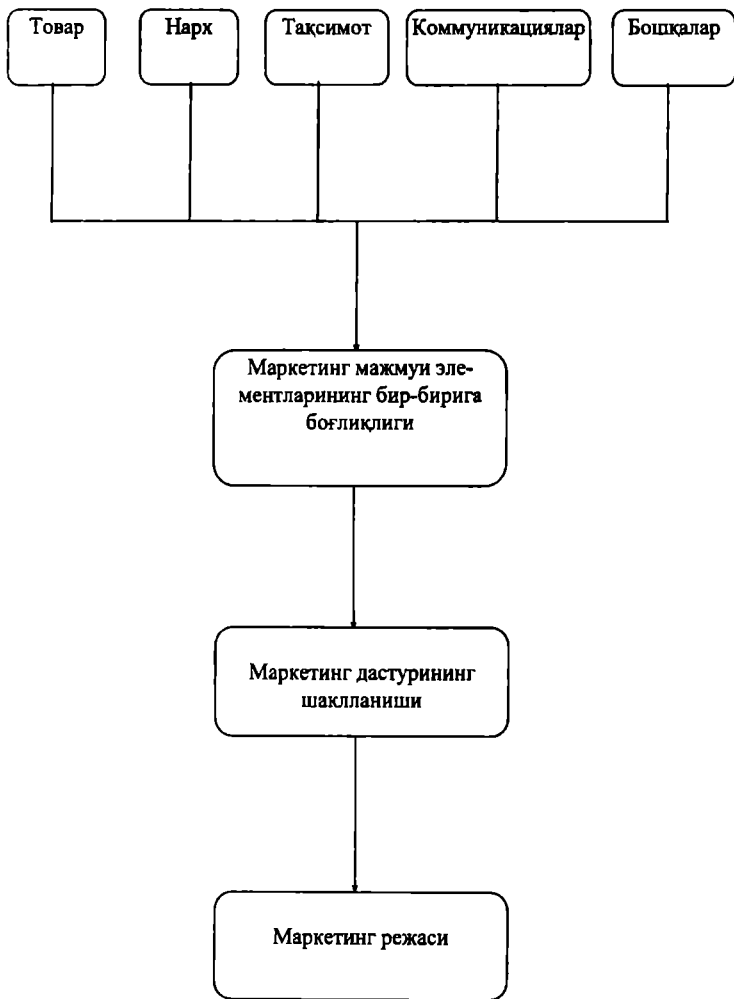 Товар
Нарх
Тақсимот
Коммуникациялар
Бошқалар
Маркетинг мажмуи эле-
ментларининг бир-бирига
боғлиқлиги
Маркетинг дастурининг
шаклланиши
Маркетинг режаси